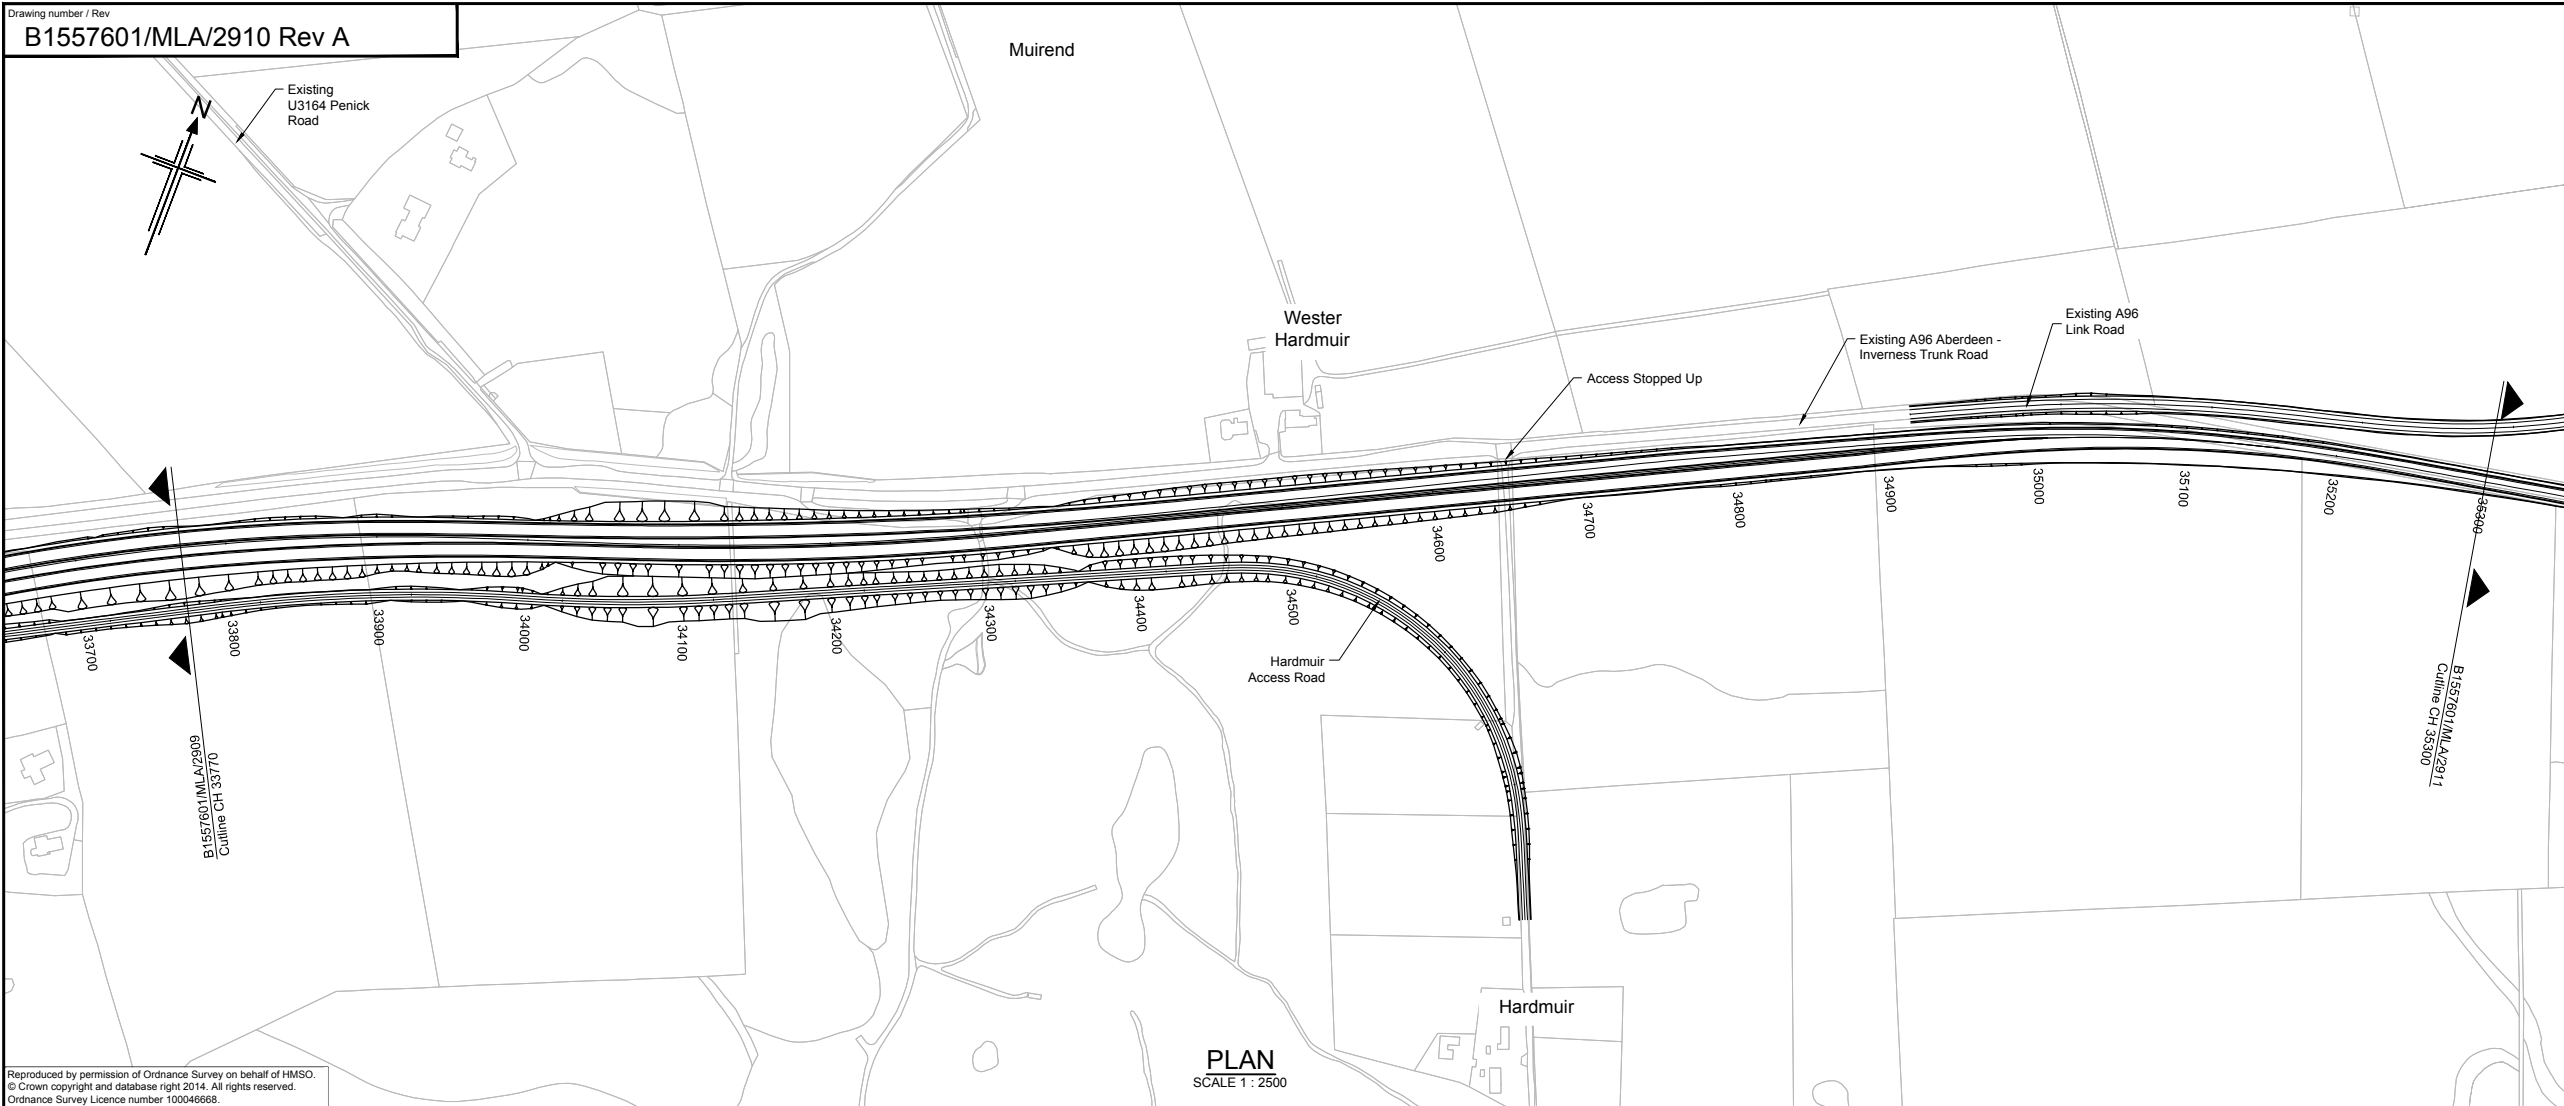 Drawing number / Rev
B1557601/MLA/2910 Rev A
Muirend
Existing
U3164 Penick
Road
N
Wester
Hardmuir
Access Stopped Up
Existing A96 Aberdeen -
Inverness Trunk Road
Existing A96
Link Road
33700
33800
33900
34000
34100
34200
34300
34400
34500
34600
34700
34800
34900
35000
35100
35200
35300
Hardmuir
Access Road
B1557601/MLA/2909
Cutline CH 33770
B1557601/MLA/2911
Cutline CH 35300
Hardmuir
PLAN
SCALE 1 : 2500
Reproduced by permission of Ordnance Survey on behalf of HMSO.
© Crown copyright and database right 2014. All rights reserved.
Ordnance Survey Licence number 100046668.